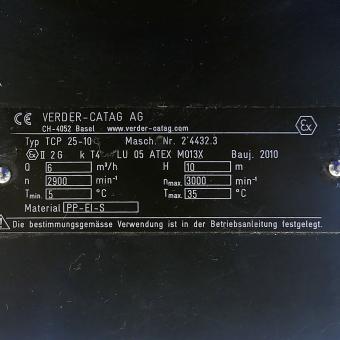 CE VERDER-CATAG AG
CH-4052 Basel www.verder-catag.com
Ex
Typ TCP 25-10 Masch. Nr. 2'4432.3
Ex II 2 G k T4 LU 05 ATEX M013X Bauj. 2010
Q 6 m³/h H 10 m
n 2900 min⁻¹ nmax. 3000 min⁻¹
Tmin. 5 °C Tmax. 35 °C
Material PP-El-S
Die bestimmungsgemässe Verwendung ist in der Betriebsanleitung festgelegt.